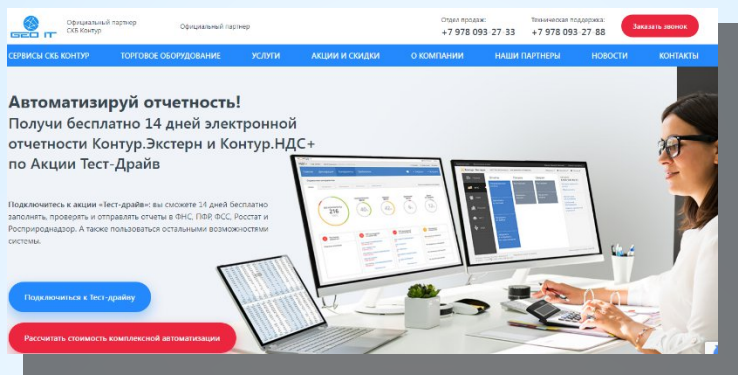 GEO IT
Официальный партнер
СКБ Контур
Официальный партнер
Отдел продаж:
+7 978 093 27 33
Техническая поддержка:
+7 978 093 27 88
Заказать звонок
СЕРВИСЫ СКБ КОНТУР
ТОРГОВОЕ ОБОРУДОВАНИЕ
УСЛУГИ
АКЦИИ И СКИДКИ
О КОМПАНИИ
НАШИ ПАРТНЕРЫ
НОВОСТИ
КОНТАКТЫ
Автоматизируй отчетность!
Получи бесплатно 14 дней электронной
отчетности Контур.Экстерн и Контур.НДС+
по Акции Тест-Драйв
Подключитесь к акции «Тест-драйв»: вы сможете 14 дней бесплатно
заполнять, проверять и отправлять отчеты в ФНС, ПФР, ФСС, Росстат и
Росприроднадзор. А также пользоваться остальными возможностями
системы.
Подключиться к Тест-драйву
Рассчитать стоимость комплексной автоматизации
216